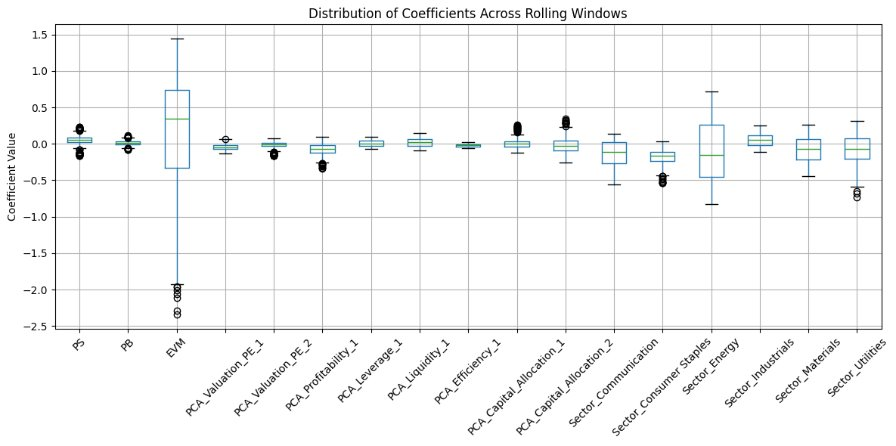 Distribution of Coefficients Across Rolling Windows
Coefficient Value
1.5
1.0
0.5
0.0
−0.5
−1.0
−1.5
−2.0
−2.5
PS
PB
EVM
PCA_Valuation_PE_1
PCA_Valuation_PE_2
PCA_Profitability_1
PCA_Leverage_1
PCA_Liquidity_1
PCA_Efficiency_1
PCA_Capital_Allocation_1
PCA_Capital_Allocation_2
Sector_Communication
Sector_Consumer Staples
Sector_Energy
Sector_Industrials
Sector_Materials
Sector_Utilities